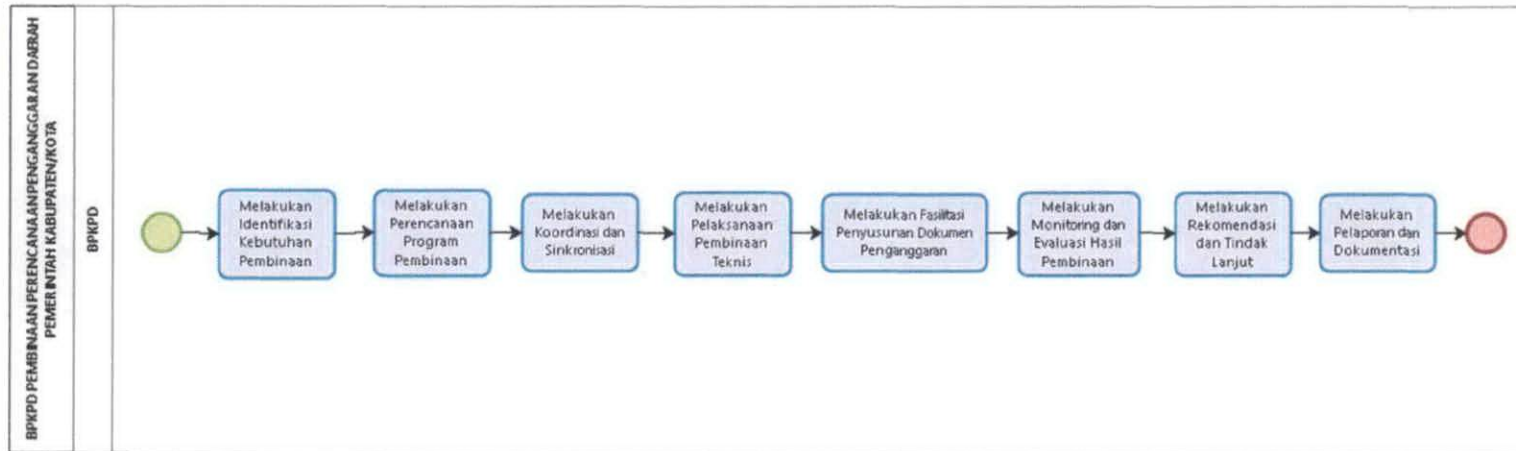 BPKPD PEMBINAAN PERENCANAAN PENGANGGARAN DAERAH
PEMERINTAH KABUPATEN/KOTA
BPKPD
Melakukan
Identifikasi
Kebutuhan
Pembinaan
Melakukan
Perencanaan
Program
Pembinaan
Melakukan
Koordinasi dan
Sinkronisasi
Melakukan
Pelaksanaan
Pembinaan
Teknis
Melakukan Fasilitasi
Penyusunan Dokumen
Penganggaran
Melakukan
Monitoring dan
Evaluasi Hasil
Pembinaan
Melakukan
Rekomendasi
dan Tindak
Lanjut
Melakukan
Pelaporan dan
Dokumentasi